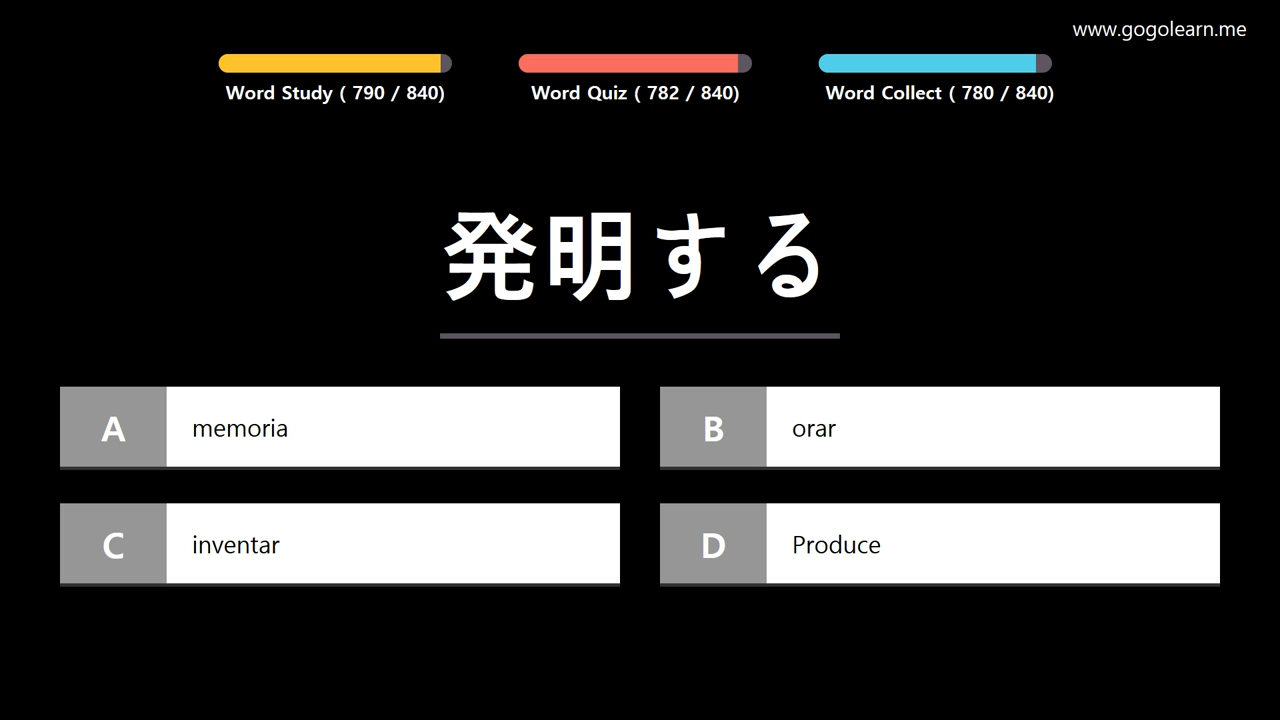 www.gogolearn.me
Word Study ( 790 / 840)
Word Quiz ( 782 / 840)
Word Collect ( 780 / 840)
発明する
A memoria
B orar
C inventar
D Produce